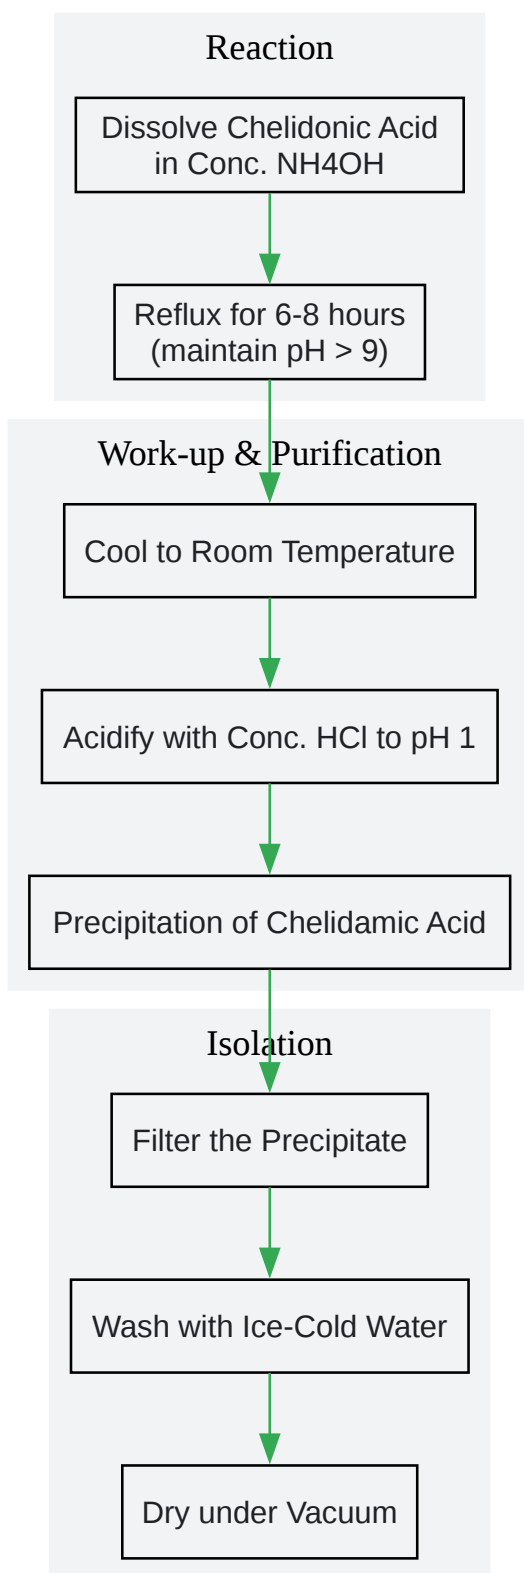 Reaction
Dissolve Chelidonic Acid
in Conc. NH4OH
Reflux for 6-8 hours
(maintain pH > 9)
Work-up & Purification
Cool to Room Temperature
Acidify with Conc. HCl to pH 1
Precipitation of Chelidamic Acid
Isolation
Filter the Precipitate
Wash with Ice-Cold Water
Dry under Vacuum